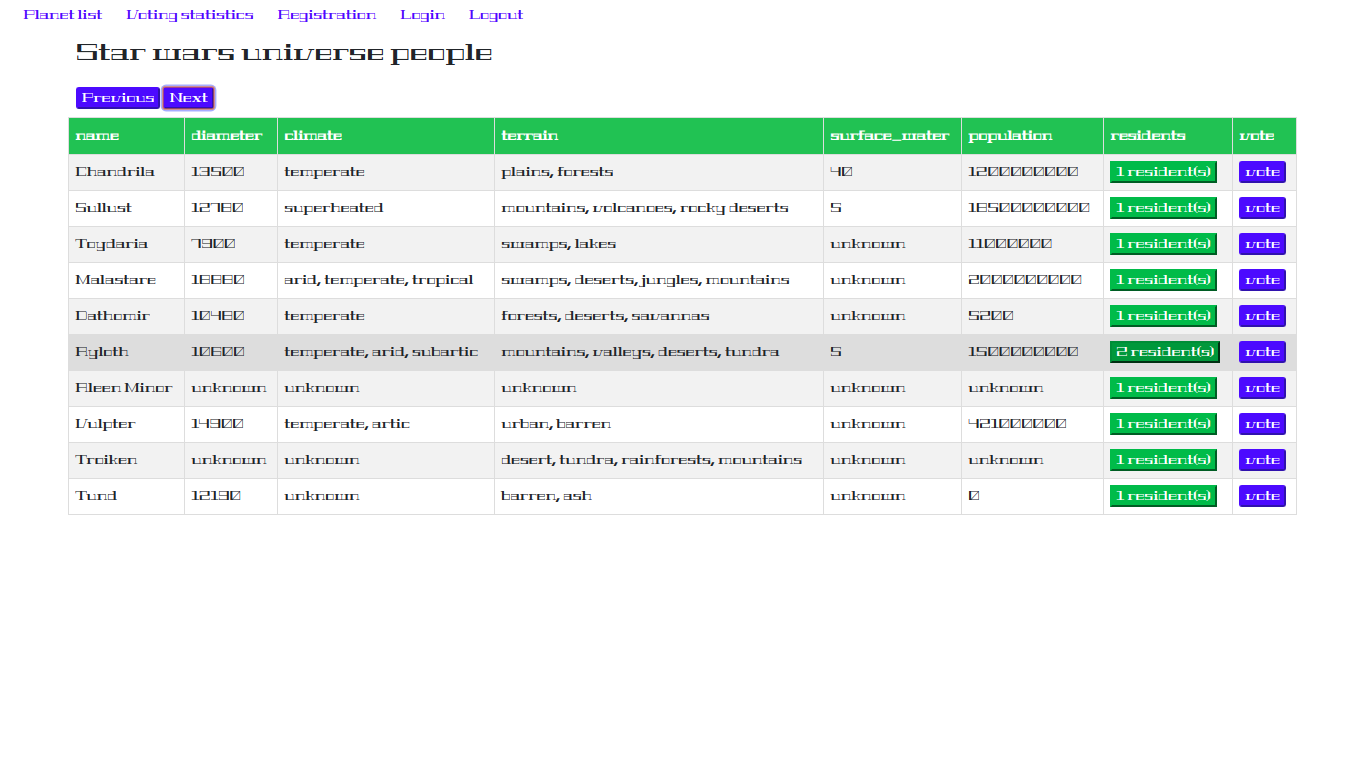 Planet list Voting statistics Registration Login Logout
Star wars universe people
Previous Next
name diameter climate terrain surface_water population residents vote
Chandrila 13500 temperate plains, forests 40 1200000000 1 resident(s) vote
Sullust 12780 superheated mountains, volcanoes, rocky deserts 5 18500000000 1 resident(s) vote
Toydaria 7900 temperate swamps, lakes unknown 11000000 1 resident(s) vote
Malastare 18880 arid, temperate, tropical swamps, deserts, jungles, mountains unknown 2000000000 1 resident(s) vote
Dathomir 10480 temperate forests, deserts, savannas unknown 5200 1 resident(s) vote
Ryloth 10600 temperate, arid, subartic mountains, valleys, deserts, tundra 5 1500000000 2 resident(s) vote
Aleen Minor unknown unknown unknown unknown unknown 1 resident(s) vote
Vulpter 14900 temperate, artic urban, barren unknown 421000000 1 resident(s) vote
Troiken unknown unknown desert, tundra, rainforests, mountains unknown unknown 1 resident(s) vote
Tund 12190 unknown barren, ash unknown 0 1 resident(s) vote